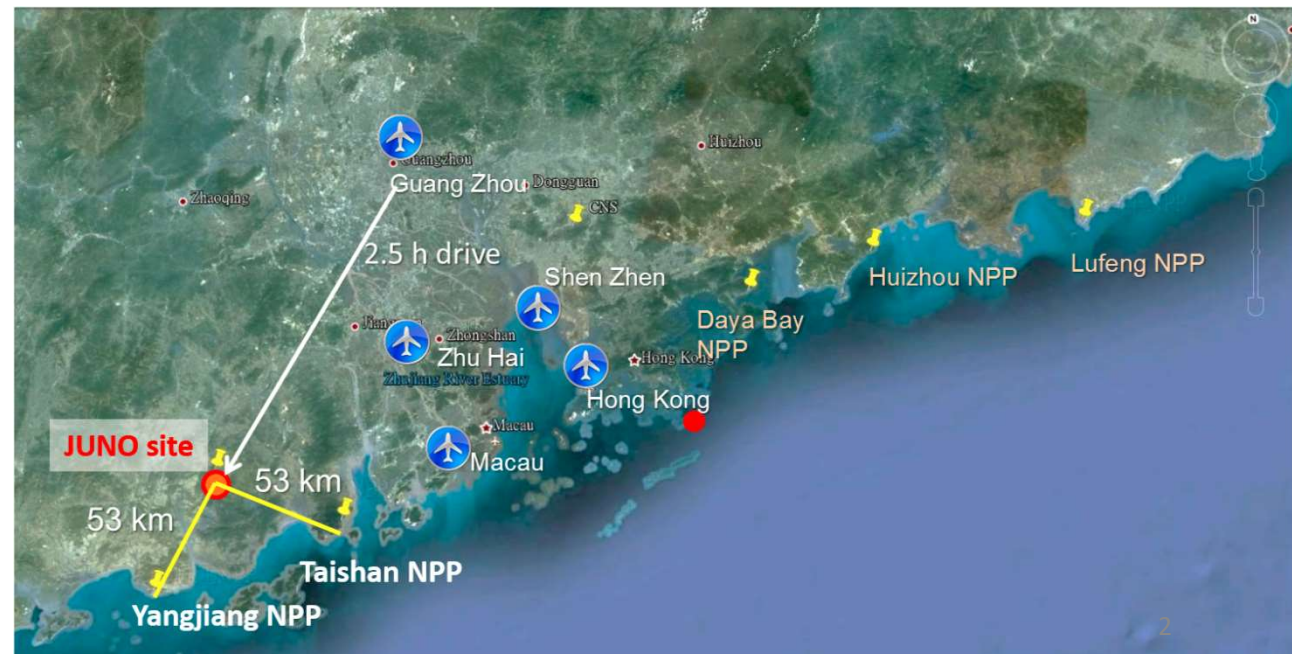 N
Huizhou
Guangzhou
Guang Zhou
Dongguan
Zhaoqing
CNS
2.5 h drive
Shen Zhen
Huizhou NPP
Lufeng NPP
Daya Bay
NPP
Zhongshan
Zhu Hai
Hong Kong
Zhujiang River Estuary
Hong Kong
Macau
Macau
JUNO site
53 km
53 km
Taishan NPP
Yangjiang NPP
2